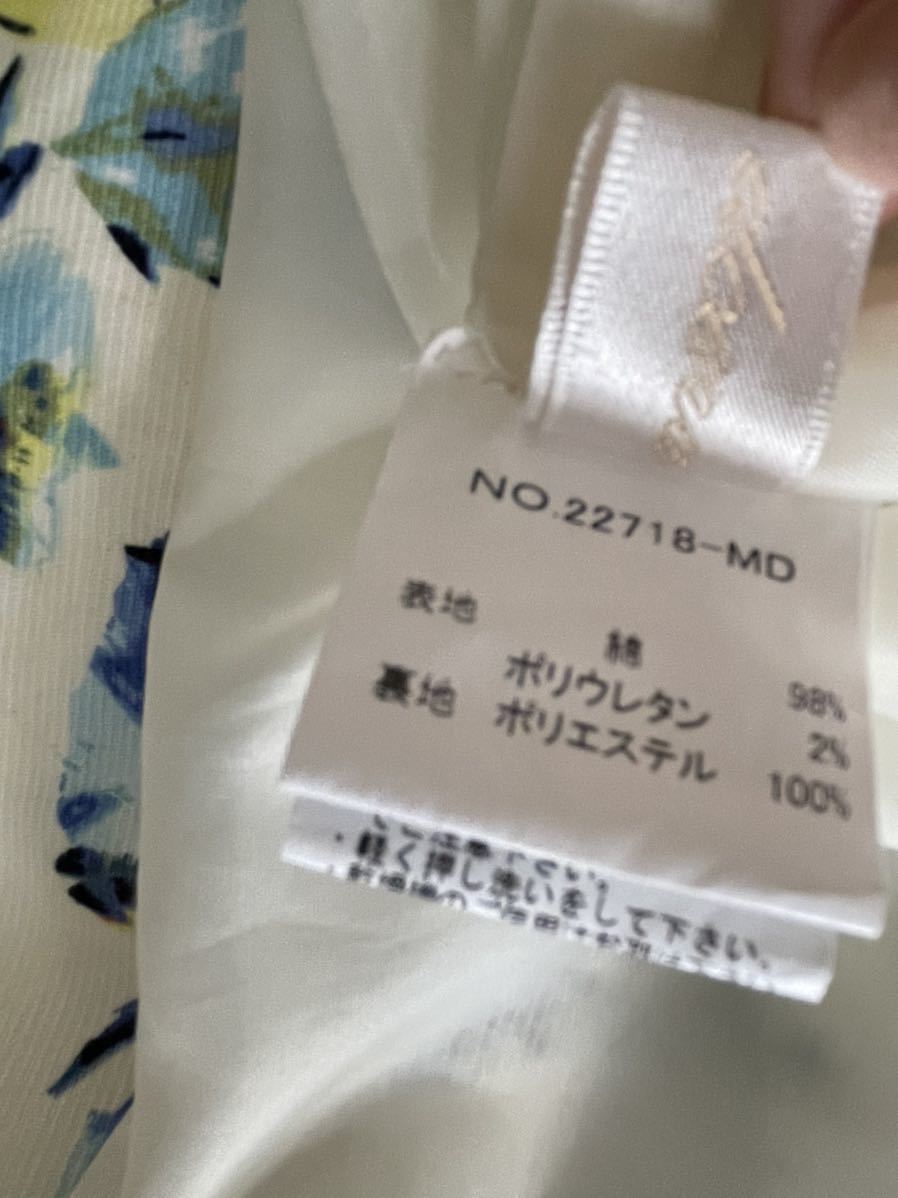 NO.22718-MD
表地 綿 98%
ポリウレタン 2%
裏地 ポリエステル 100%
・軽く押し洗いをして下さい。